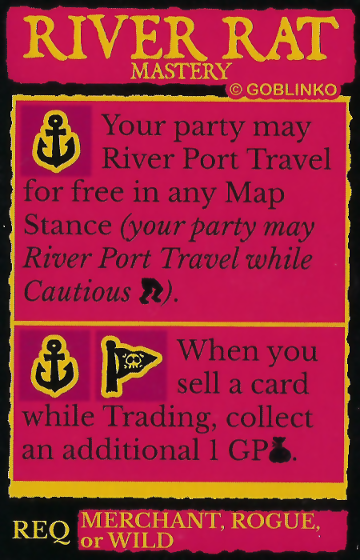 RIVER RAT
MASTERY
© GOBLINKO
Your party may
River Port Travel
for free in any Map
Stance (your party may
River Port Travel while
Cautious ).
When you
sell a card
while Trading, collect
an additional 1 GP.
REQ MERCHANT, ROGUE,
or WILD